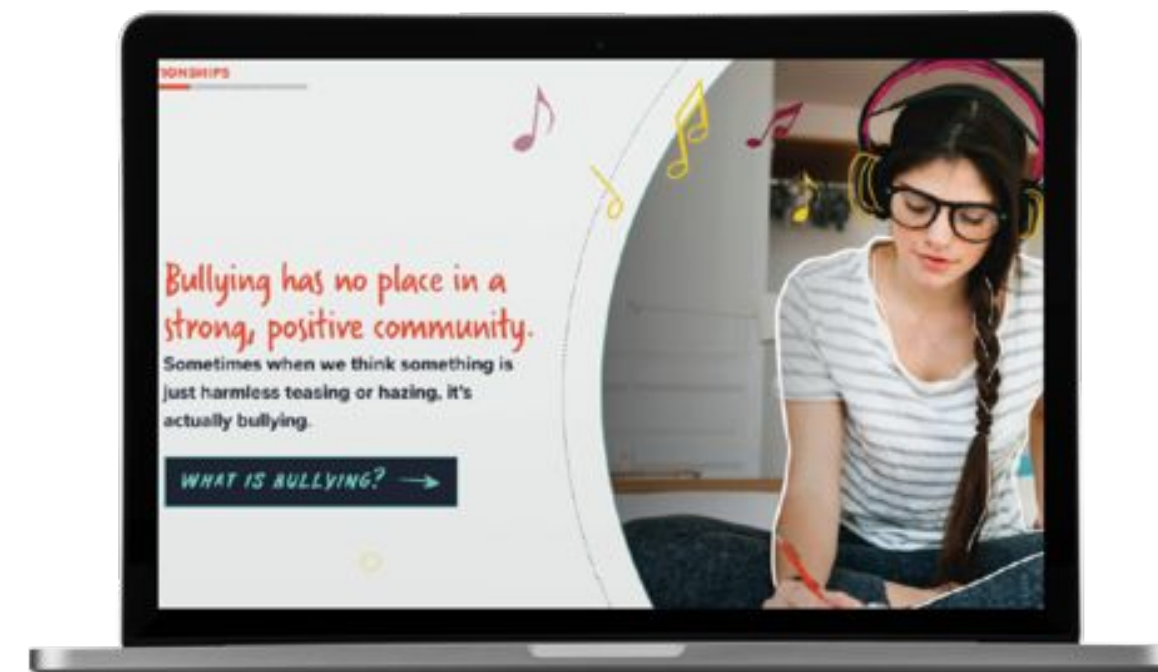 IONSHIPS
Bullying has no place in a
strong, positive community.
Sometimes when we think something is
just harmless teasing or hazing, it's
actually bullying.
WHAT IS BULLYING?